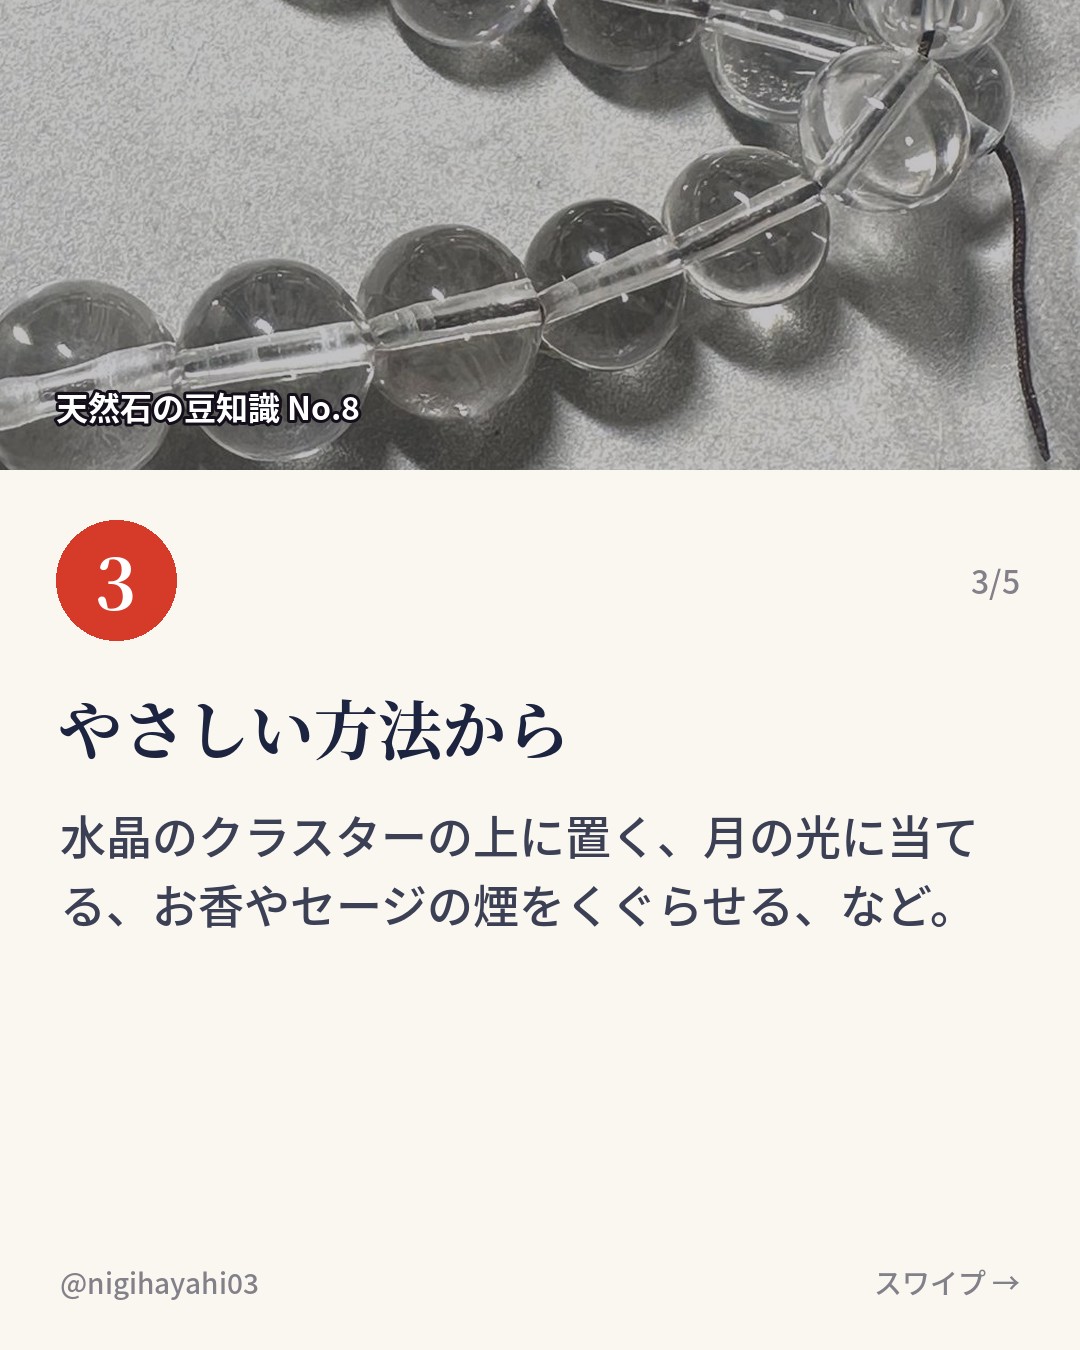 天然石の豆知識 No.8
3
3/5
やさしい方法から
水晶のクラスターの上に置く、月の光に当て
る、お香やセージの煙をくぐらせる、など。
@nigihayahi03
スワイプ →